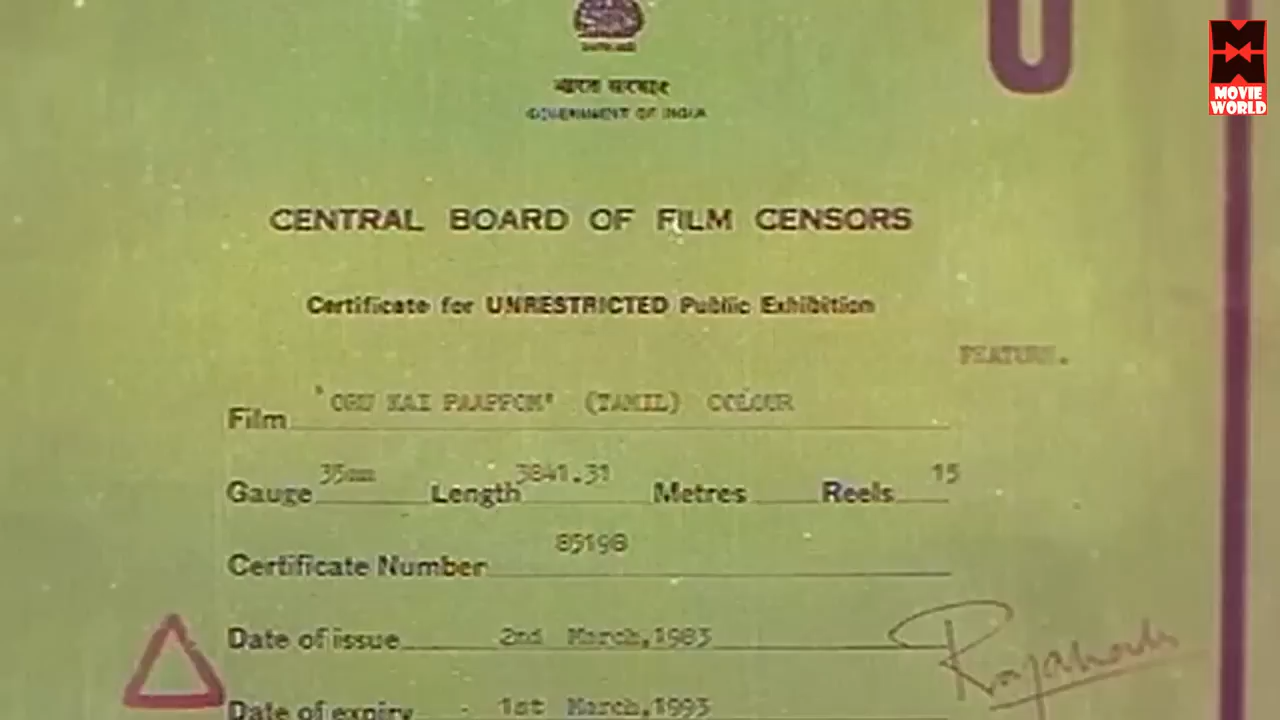 U
MOVIE
WORLD
भारत सरकार
GOVERNMENT OF INDIA
CENTRAL BOARD OF FILM CENSORS
Certificate for UNRESTRICTED Public Exhibition
FEATURE.
Film 'ORU KAI PAAPPOM' (TAMIL) COLOUR
Gauge 35mm Length 3841.31 Metres Reels 15
Certificate Number 85198
Date of issue 2nd March,1983
Date of expiry 1st March,1993